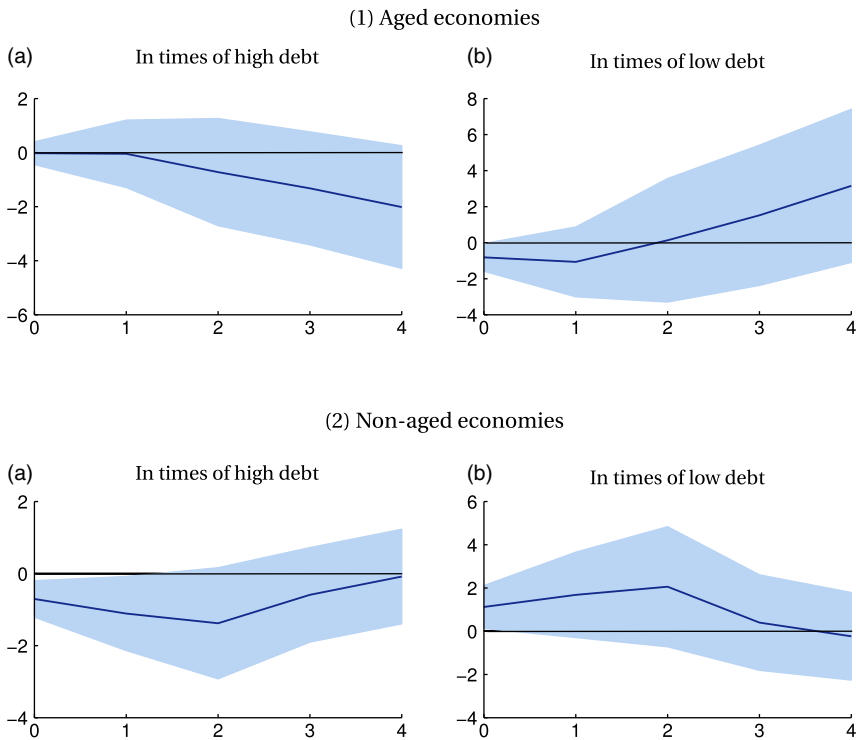 (1) Aged economies
(a)
In times of high debt
2
0
−2
−4
−6
0 1 2 3 4
(b)
In times of low debt
8
6
4
2
0
−2
−4
0 1 2 3 4
(2) Non-aged economies
(a)
In times of high debt
2
0
−2
−4
0 1 2 3 4
(b)
In times of low debt
6
4
2
0
−2
−4
0 1 2 3 4